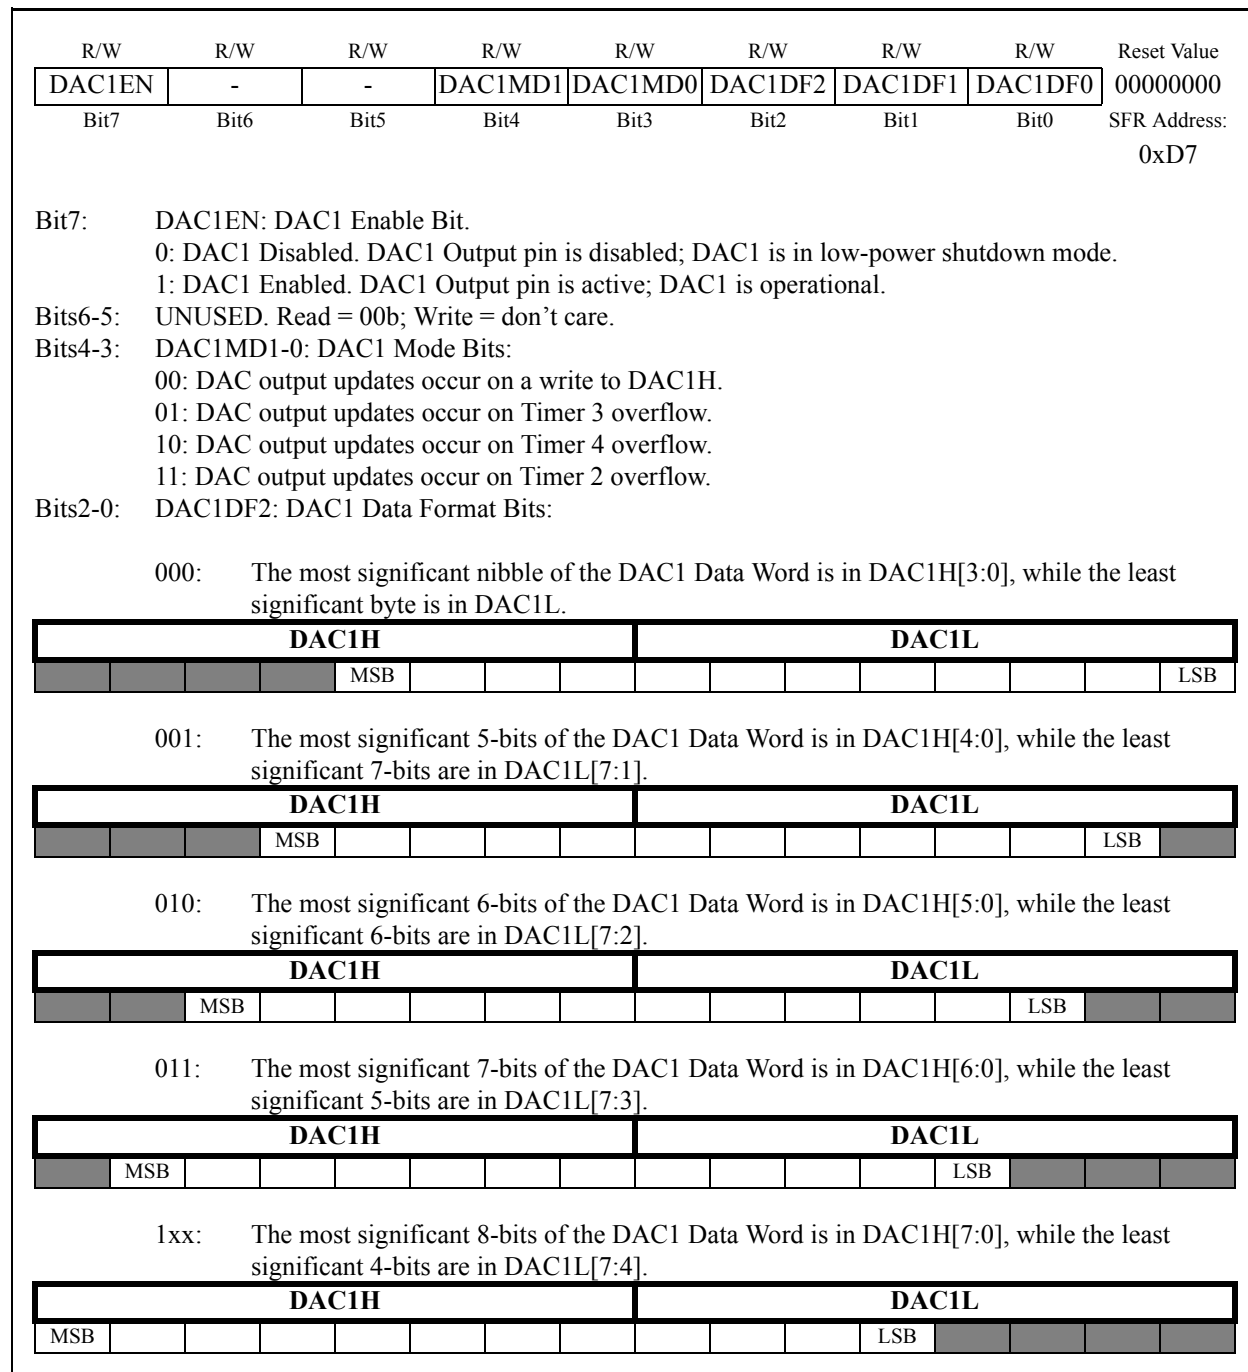 R/W R/W R/W R/W R/W R/W R/W R/W Reset Value
DAC1EN - - DAC1MD1 DAC1MD0 DAC1DF2 DAC1DF1 DAC1DF0 00000000
Bit7 Bit6 Bit5 Bit4 Bit3 Bit2 Bit1 Bit0 SFR Address:
0xD7
Bit7: DAC1EN: DAC1 Enable Bit.
0: DAC1 Disabled. DAC1 Output pin is disabled; DAC1 is in low-power shutdown mode.
1: DAC1 Enabled. DAC1 Output pin is active; DAC1 is operational.
Bits6-5: UNUSED. Read = 00b; Write = don’t care.
Bits4-3: DAC1MD1-0: DAC1 Mode Bits:
00: DAC output updates occur on a write to DAC1H.
01: DAC output updates occur on Timer 3 overflow.
10: DAC output updates occur on Timer 4 overflow.
11: DAC output updates occur on Timer 2 overflow.
Bits2-0: DAC1DF2: DAC1 Data Format Bits:
000: The most significant nibble of the DAC1 Data Word is in DAC1H[3:0], while the least
significant byte is in DAC1L.
DAC1H DAC1L
MSB LSB
001: The most significant 5-bits of the DAC1 Data Word is in DAC1H[4:0], while the least
significant 7-bits are in DAC1L[7:1].
DAC1H DAC1L
MSB LSB
010: The most significant 6-bits of the DAC1 Data Word is in DAC1H[5:0], while the least
significant 6-bits are in DAC1L[7:2].
DAC1H DAC1L
MSB LSB
011: The most significant 7-bits of the DAC1 Data Word is in DAC1H[6:0], while the least
significant 5-bits are in DAC1L[7:3].
DAC1H DAC1L
MSB LSB
1xx: The most significant 8-bits of the DAC1 Data Word is in DAC1H[7:0], while the least
significant 4-bits are in DAC1L[7:4].
DAC1H DAC1L
MSB LSB